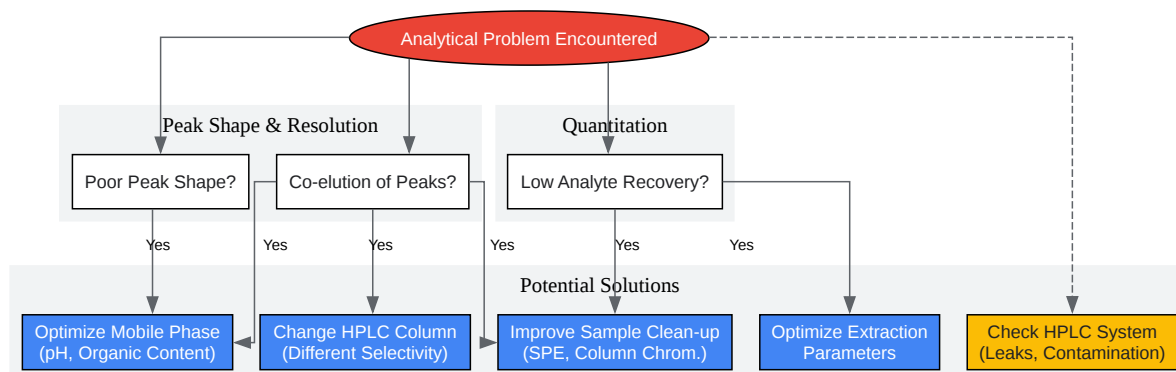 Analytical Problem Encountered
Peak Shape & Resolution
Quantitation
Poor Peak Shape?
Co-elution of Peaks?
Low Analyte Recovery?
Yes
Yes
Yes
Yes
Yes
Yes
Potential Solutions
Optimize Mobile Phase
(pH, Organic Content)
Change HPLC Column
(Different Selectivity)
Improve Sample Clean-up
(SPE, Column Chrom.)
Optimize Extraction
Parameters
Check HPLC System
(Leaks, Contamination)